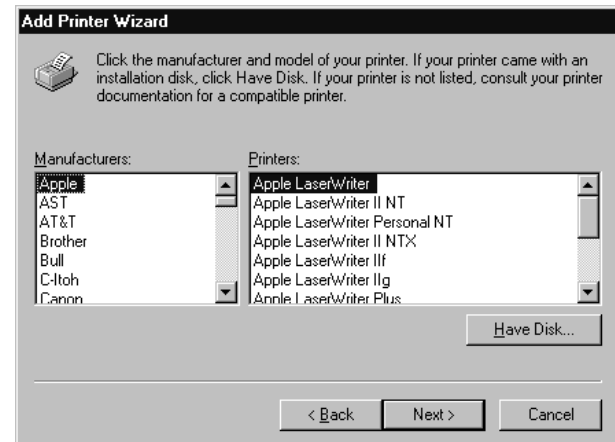 Add Printer Wizard
Click the manufacturer and model of your printer. If your printer came with an
installation disk, click Have Disk. If your printer is not listed, consult your printer
documentation for a compatible printer.
Manufacturers:
Apple
AST
AT&T
Brother
Bull
C-Itoh
Canon
Printers:
Apple LaserWriter
Apple LaserWriter II NT
Apple LaserWriter Personal NT
Apple LaserWriter II NTX
Apple LaserWriter IIf
Apple LaserWriter IIg
Apple LaserWriter Plus
Have Disk...
< Back
Next >
Cancel